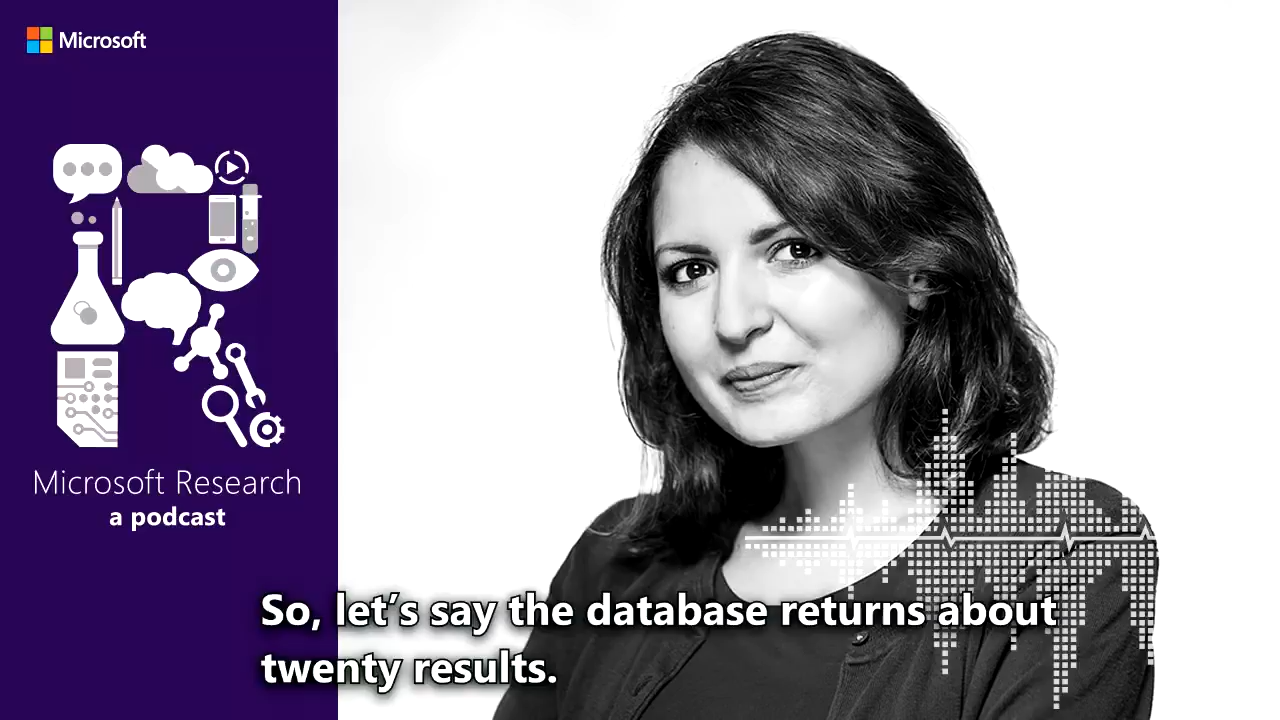 Microsoft
Microsoft Research
a podcast
So, let’s say the database returns about
twenty results.